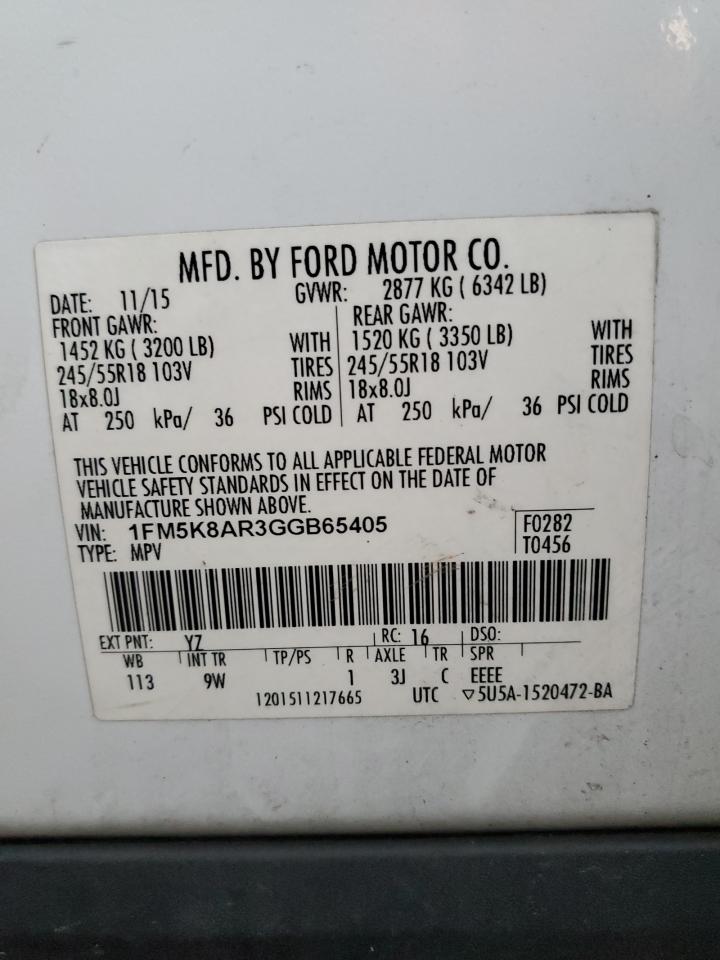 MFD. BY FORD MOTOR CO.
DATE: 11/15 GVWR: 2877 KG ( 6342 LB)
FRONT GAWR: REAR GAWR:
1452 KG ( 3200 LB) WITH 1520 KG ( 3350 LB) WITH
245/55R18 103V TIRES 245/55R18 103V TIRES
18x8.0J RIMS 18x8.0J RIMS
AT 250 kPa/ 36 PSI COLD AT 250 kPa/ 36 PSI COLD
THIS VEHICLE CONFORMS TO ALL APPLICABLE FEDERAL MOTOR
VEHICLE SAFETY STANDARDS IN EFFECT ON THE DATE OF
MANUFACTURE SHOWN ABOVE.
VIN: 1FM5K8AR3GGB65405 F0282
TYPE: MPV T0456
EXT PNT: YZ RC: 16 DSO:
WB INT TR TP/PS R AXLE TR SPR
113 9W 1 3J C EEEE
1201511217665 UTC ▽5U5A-1520472-BA